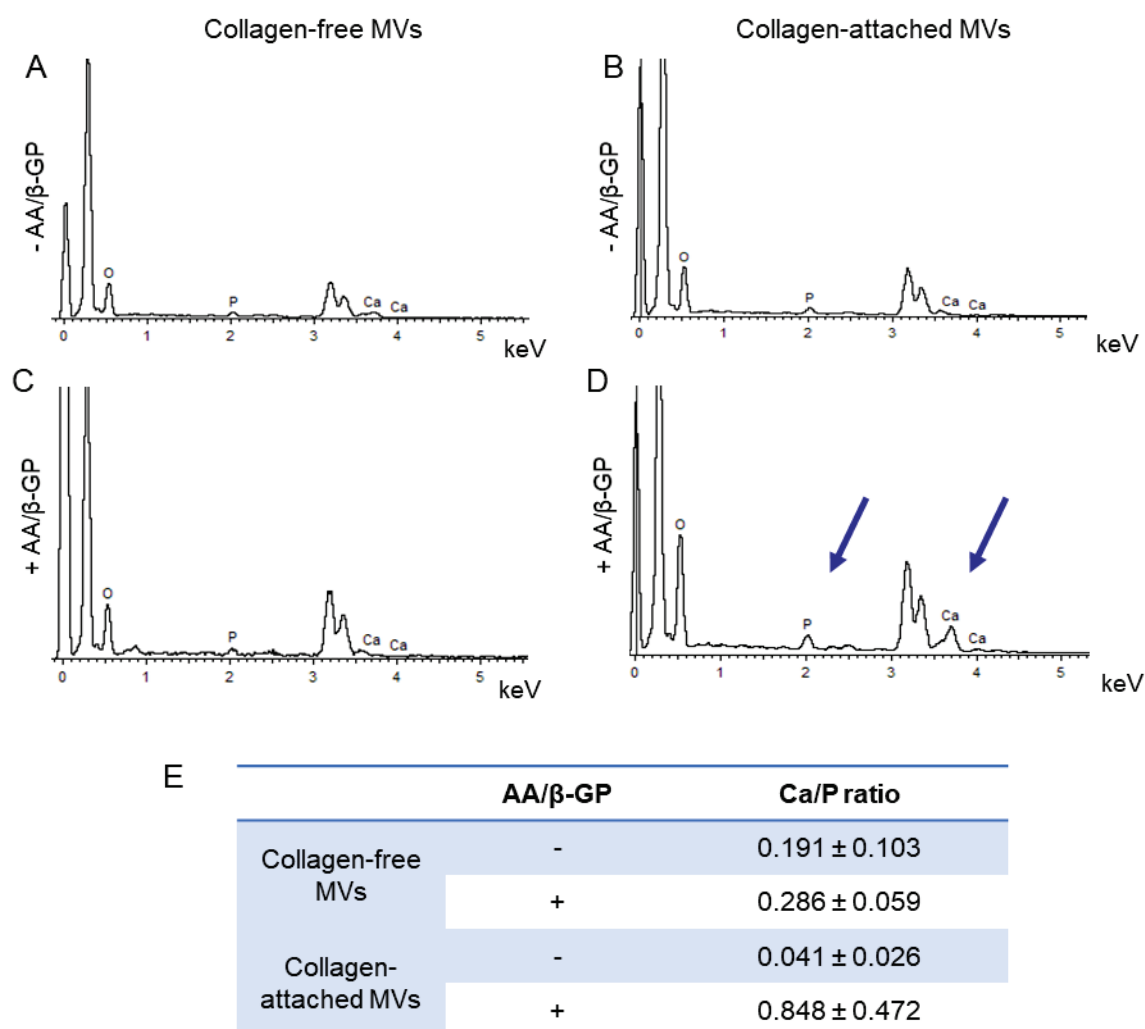 Collagen-free MVs
Collagen-attached MVs
A
- AA/β-GP
O
P
Ca
Ca
0 1 2 3 4 5
keV
B
- AA/β-GP
O
P
Ca
Ca
0 1 2 3 4 5
keV
C
+ AA/β-GP
O
P
Ca
Ca
0 1 2 3 4 5
keV
D
+ AA/β-GP
O
P
Ca
Ca
0 1 2 3 4 5
keV
E
AA/β-GP Ca/P ratio
Collagen-free
MVs
- 0.191 ± 0.103
+ 0.286 ± 0.059
Collagen-
attached MVs
- 0.041 ± 0.026
+ 0.848 ± 0.472